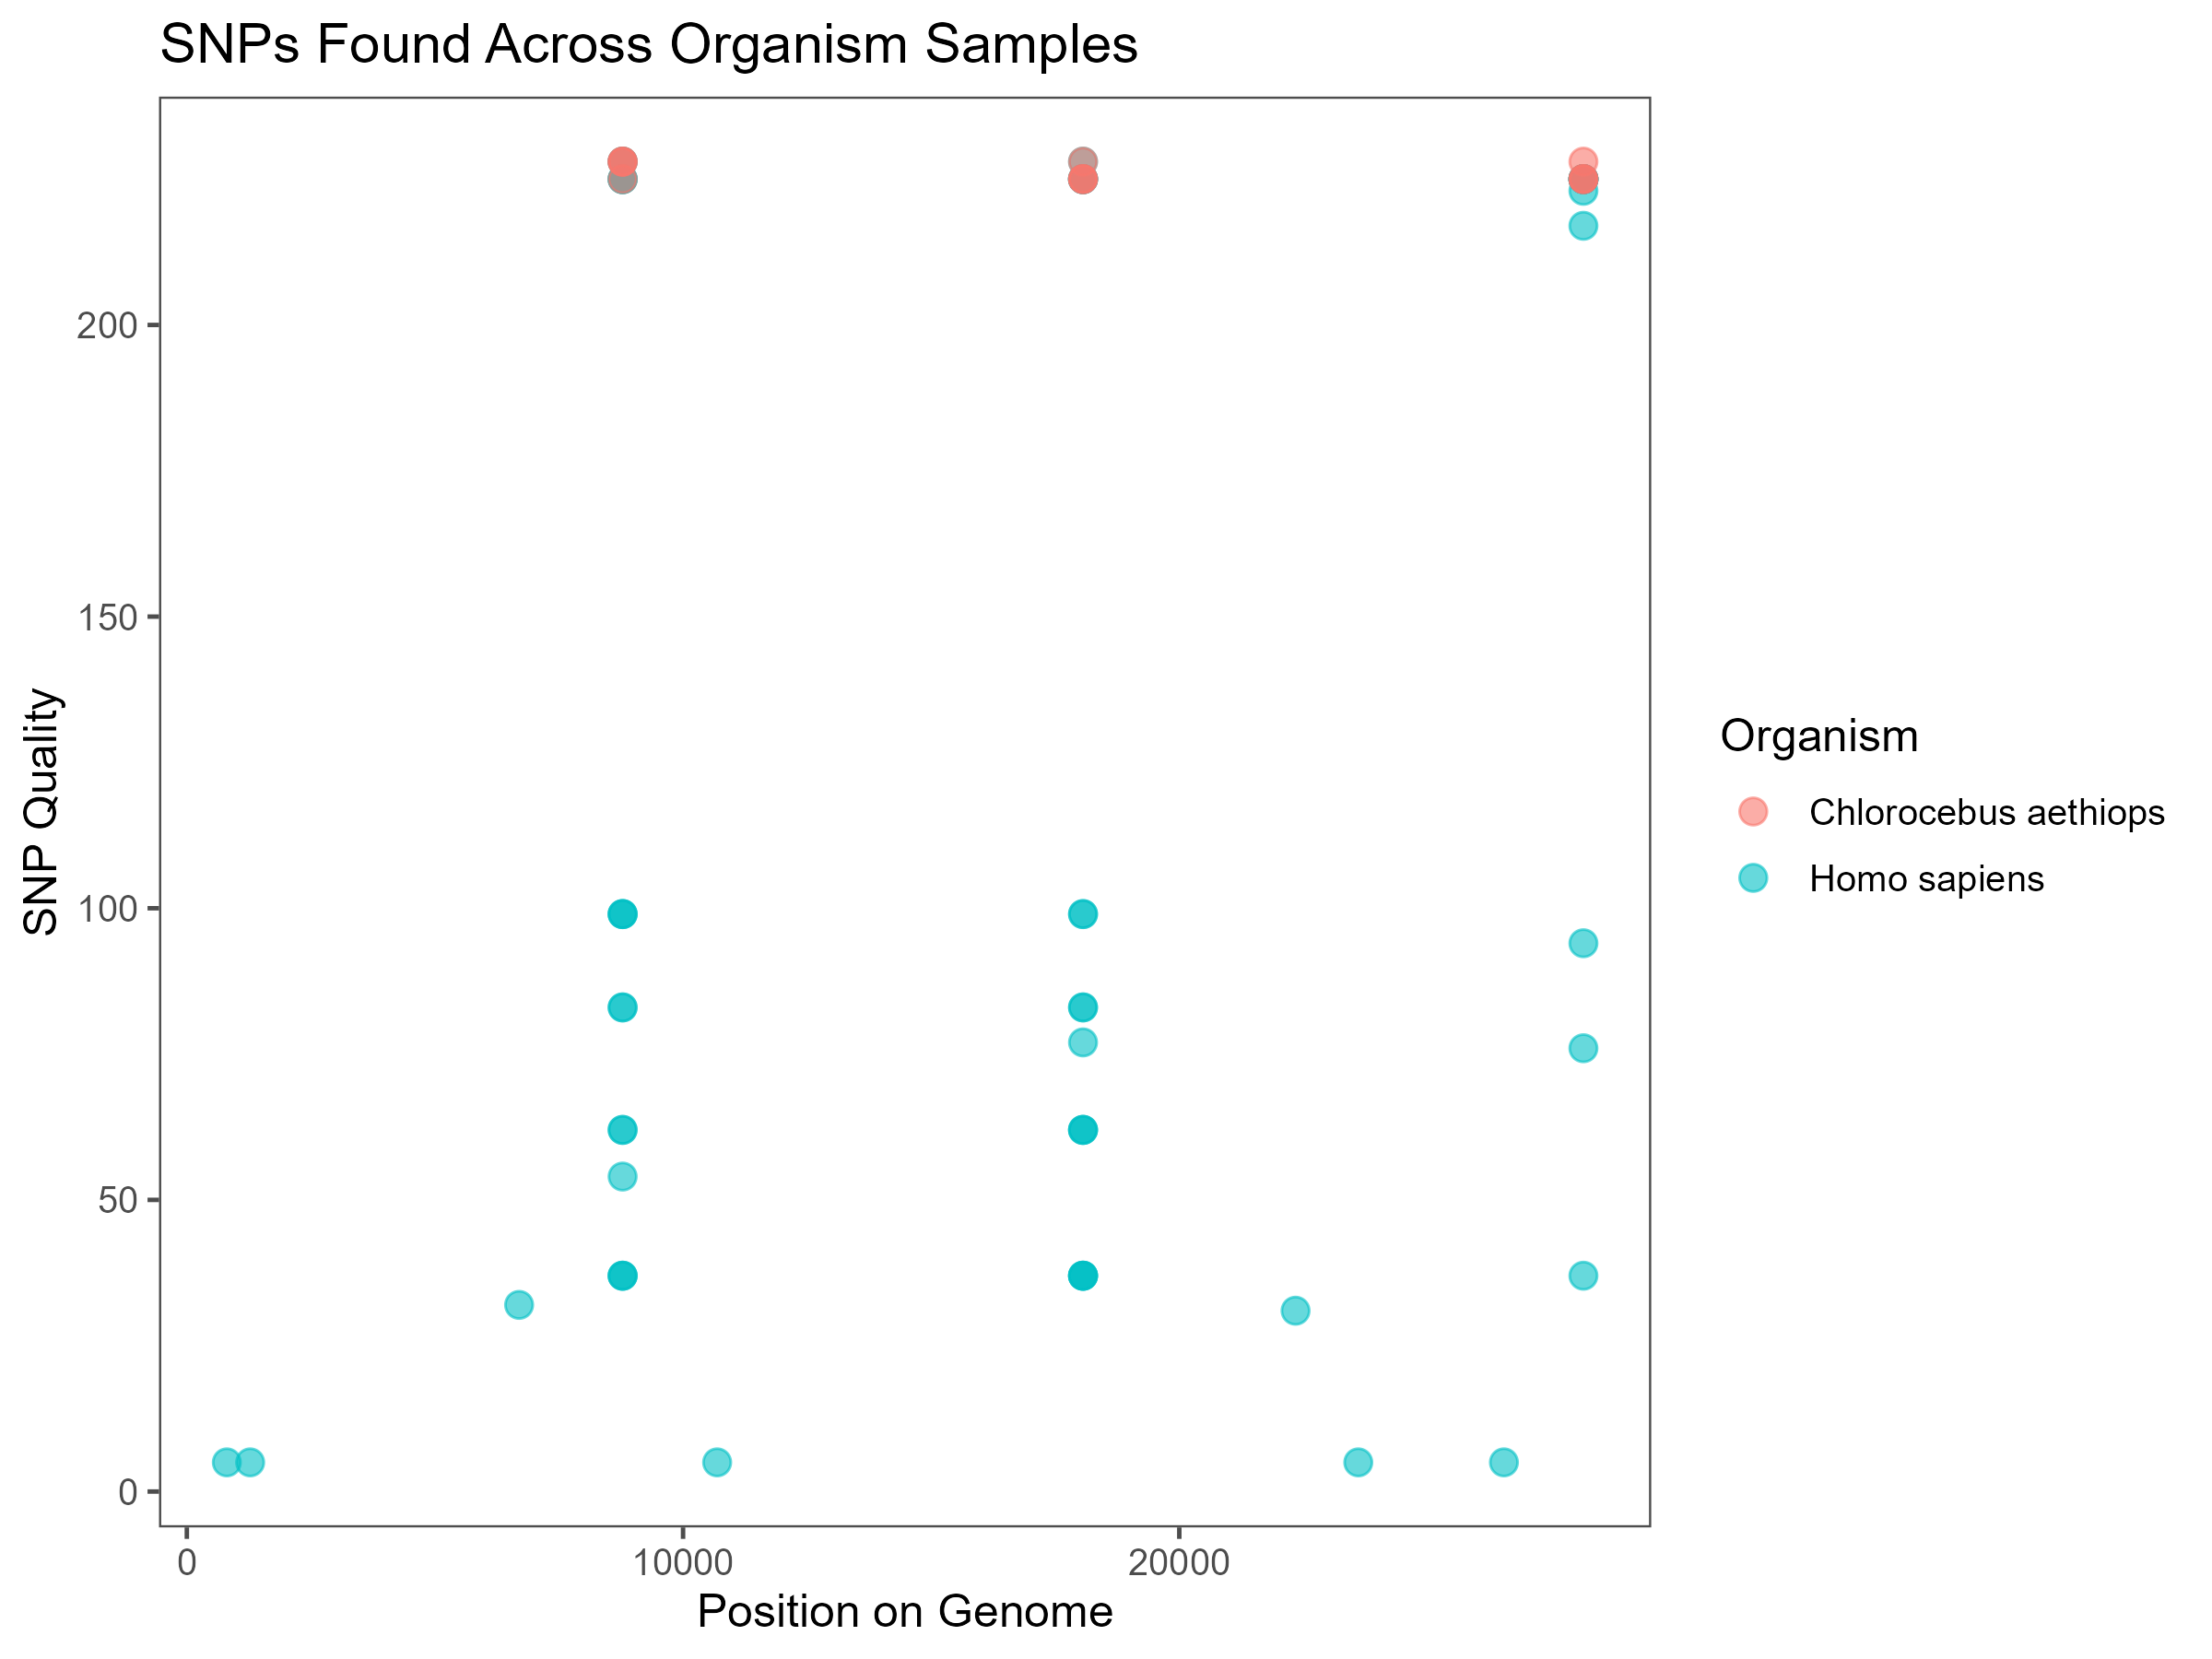 SNPs Found Across Organism Samples
200
150
100
50
0
SNP Quality
0 10000 20000
Position on Genome
Organism
Chlorocebus aethiops
Homo sapiens